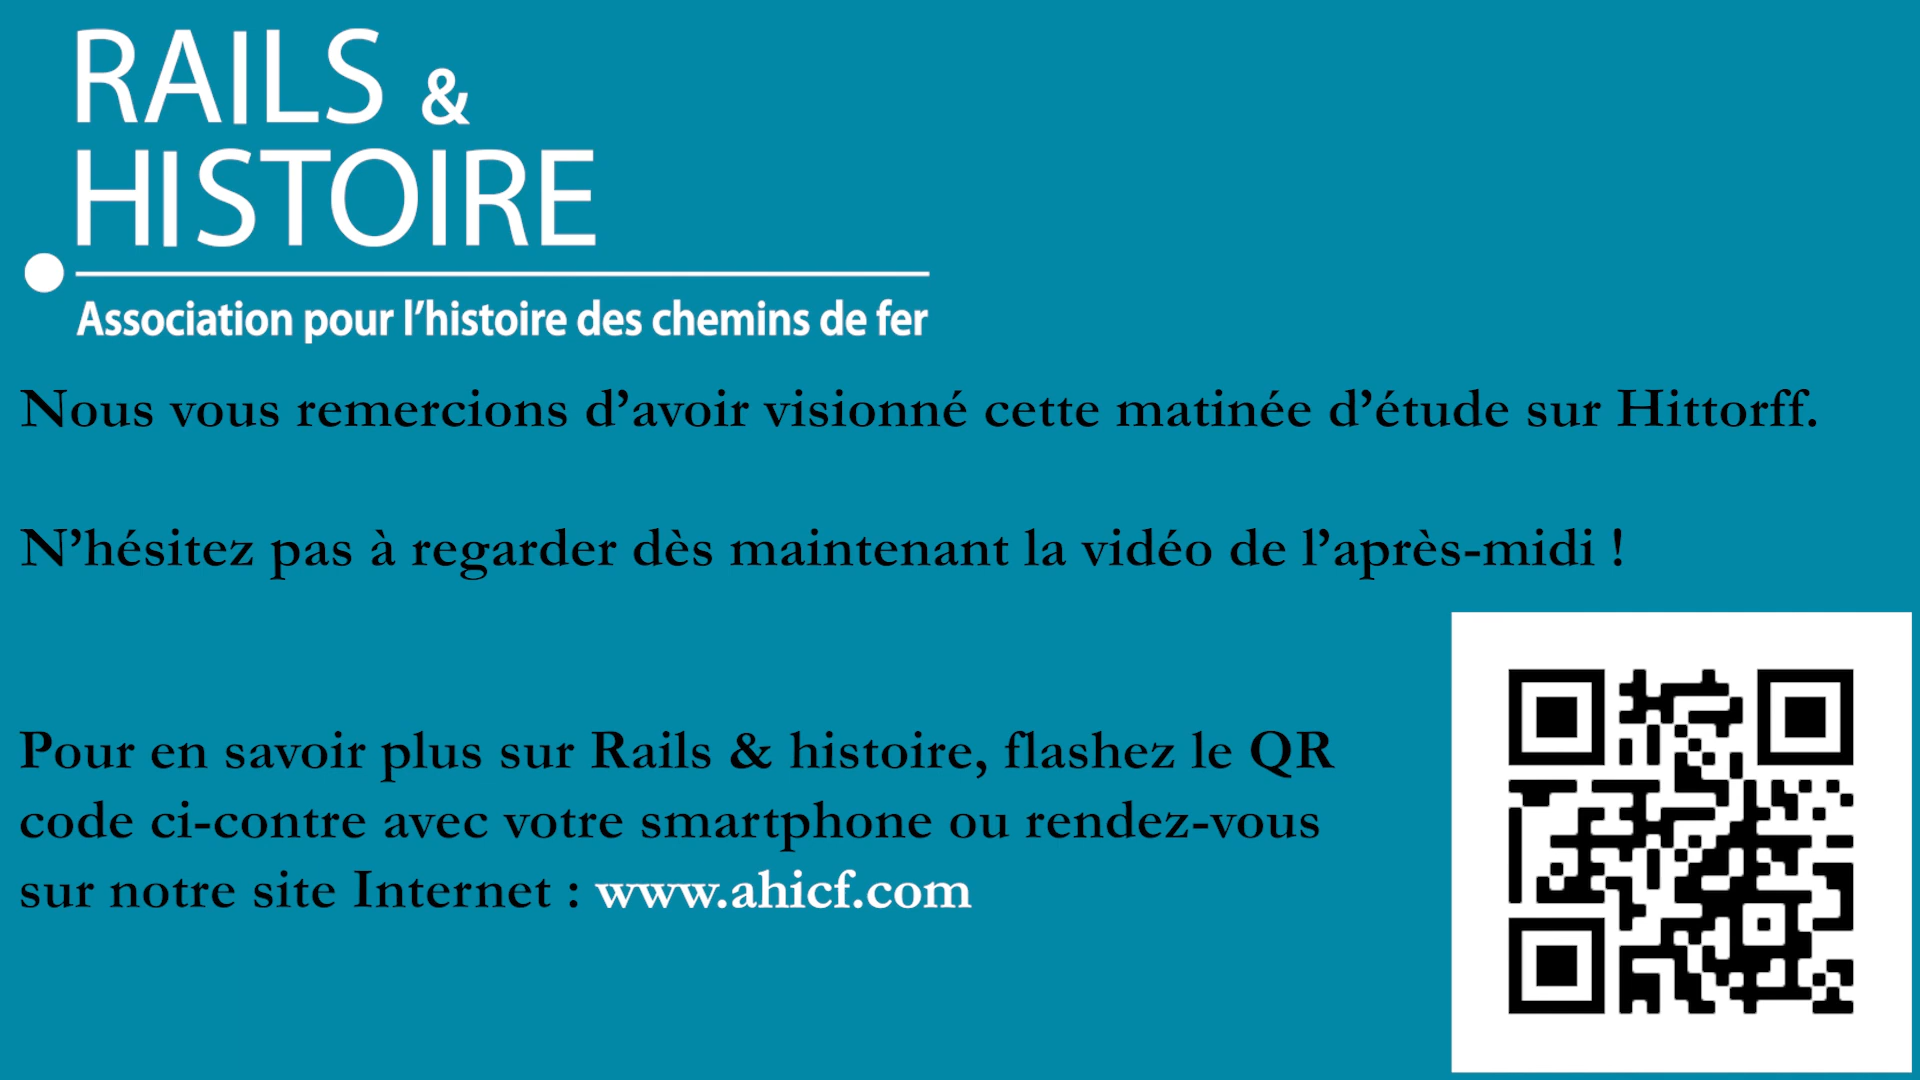 RAILS &
HISTOIRE
Association pour l’histoire des chemins de fer
Nous vous remercions d’avoir visionné cette matinée d’étude sur Hittorff.
N’hésitez pas à regarder dès maintenant la vidéo de l’après-midi !
Pour en savoir plus sur Rails & histoire, flashez le QR
code ci-contre avec votre smartphone ou rendez-vous
sur notre site Internet : www.ahicf.com